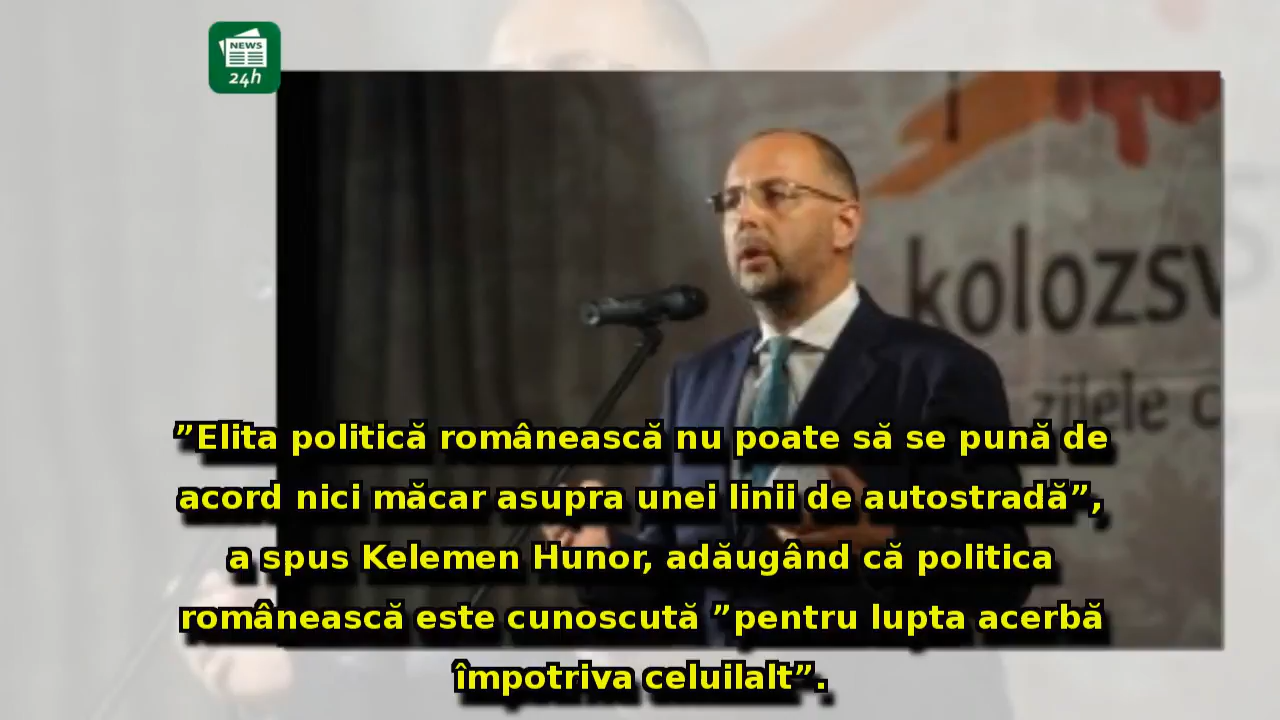 NEWS
24h
kolozsv
zilele c
”Elita politică românească nu poate să se pună de
acord nici măcar asupra unei linii de autostradă”,
a spus Kelemen Hunor, adăugând că politica
românească este cunoscută ”pentru lupta acerbă
împotriva celuilalt”.